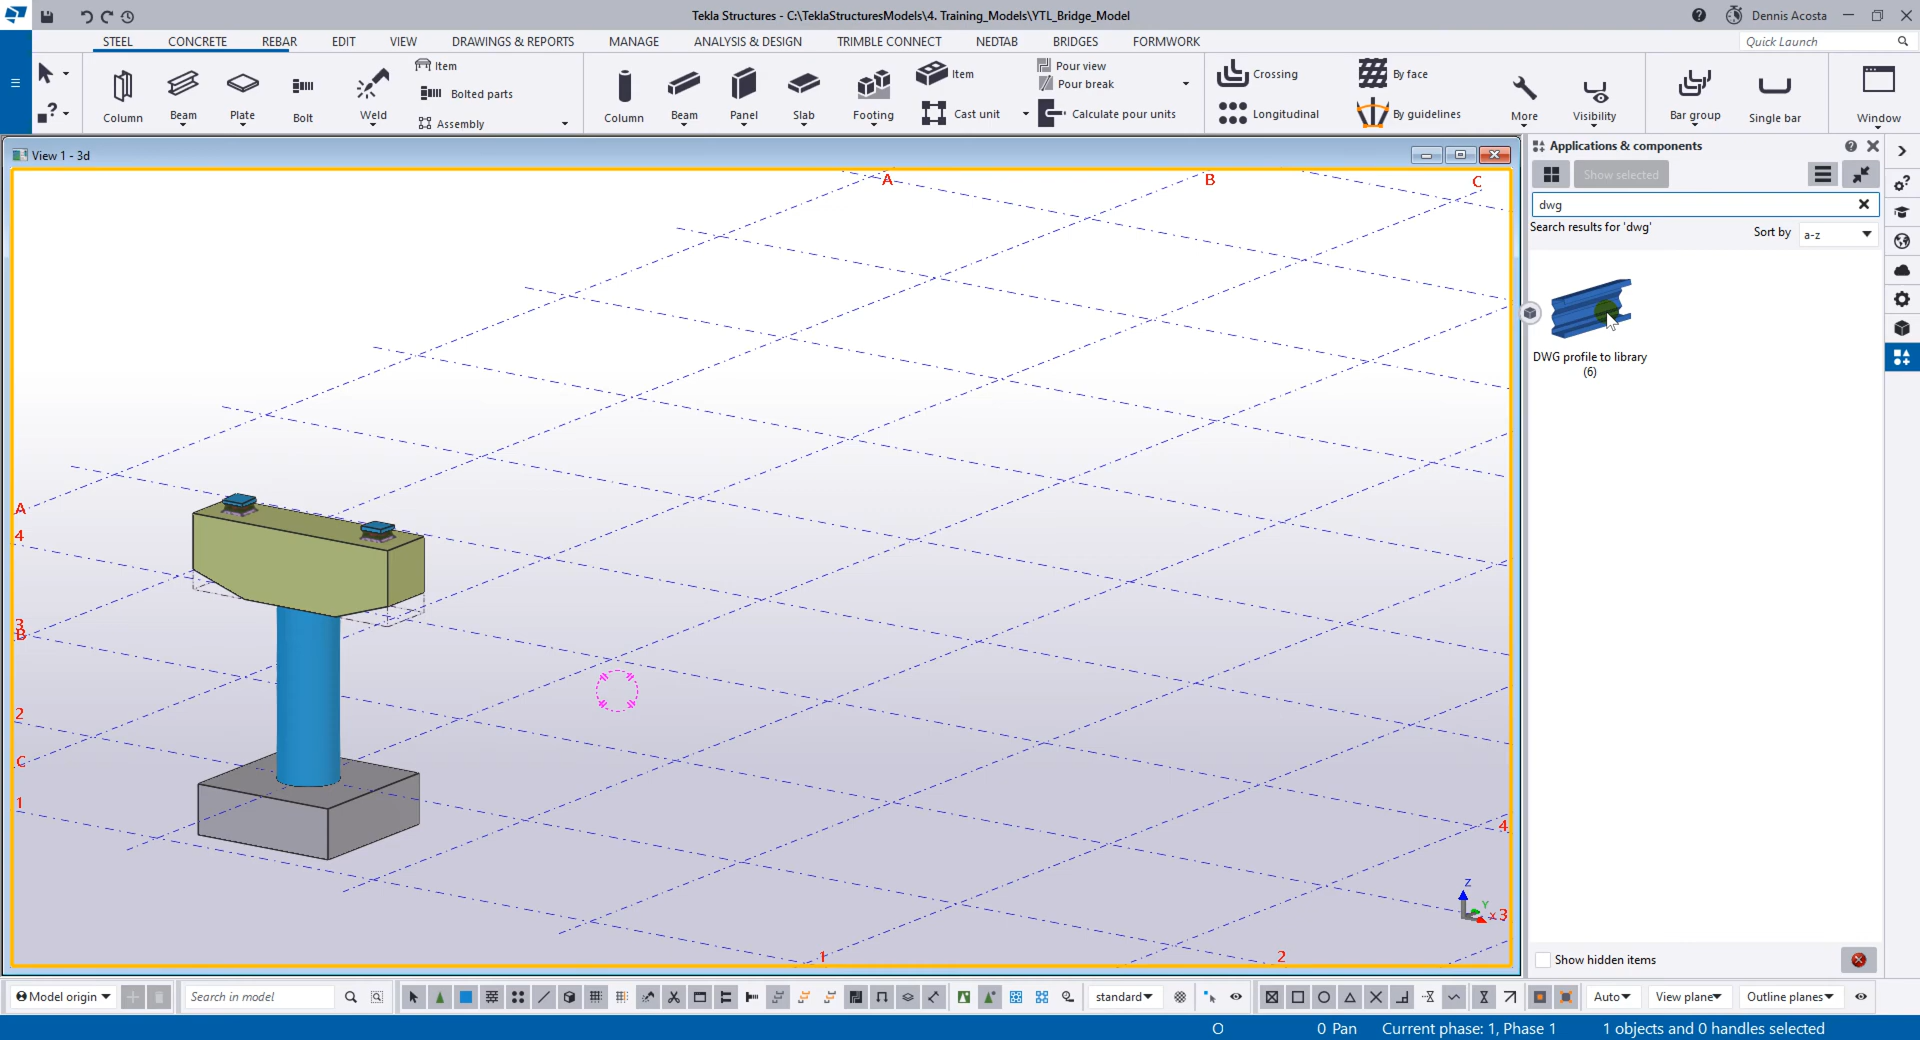 Tekla Structures - C:\TeklaStructuresModels\4. Training_Models\YTL_Bridge_Model
Dennis Acosta
STEEL
CONCRETE
REBAR
EDIT
VIEW
DRAWINGS & REPORTS
MANAGE
ANALYSIS & DESIGN
TRIMBLE CONNECT
NEDTAB
BRIDGES
FORMWORK
Quick Launch
Column
Beam
Plate
Bolt
Weld
Item
Bolted parts
Assembly
Column
Beam
Panel
Slab
Footing
Item
Cast unit
Pour view
Pour break
Calculate pour units
Crossing
Longitudinal
By face
By guidelines
More
Visibility
Bar group
Single bar
Window
View 1 - 3d
Applications & components
Show selected
dwg
Search results for 'dwg'
Sort by
a-z
DWG profile to library
(6)
A
B
C
A
4
3
B
2
C
1
4
3
1
2
Z
Y
X
Show hidden items
Model origin
Search in model
standard
Auto
View plane
Outline planes
O
0 Pan
Current phase: 1, Phase 1
1 objects and 0 handles selected